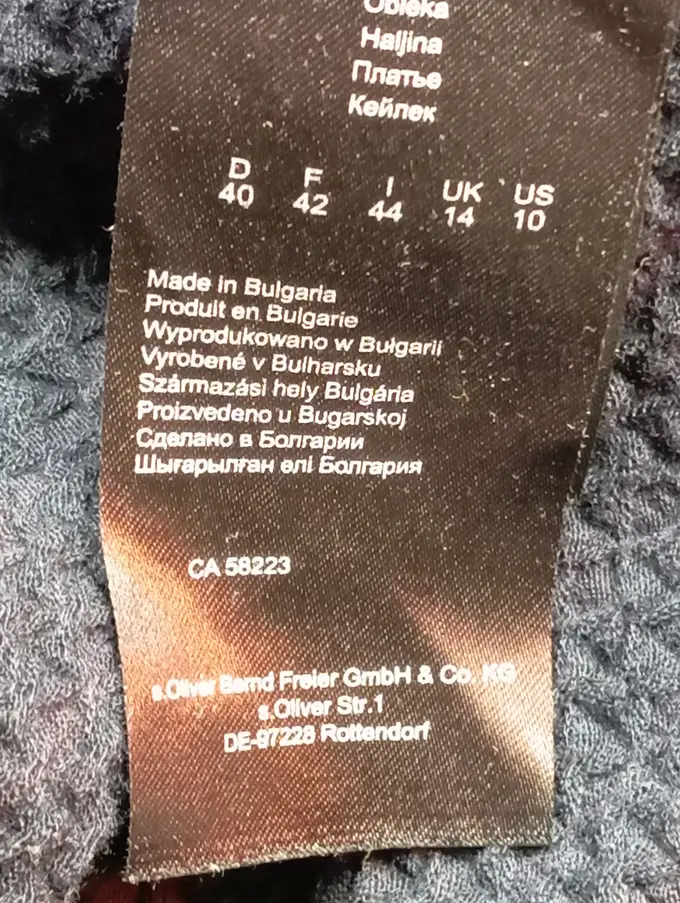 Obleka
Haljina
Платье
Кейлек
D F I UK US
40 42 44 14 10
Made in Bulgaria
Produit en Bulgarie
Wyprodukowano w Bułgarii
Vyrobené v Bulharsku
Származási hely Bulgária
Proizvedeno u Bugarskoj
Сделано в Болгарии
Шығарылған елі Болгария
CA 58223
s.Oliver Bernd Freier GmbH & Co. KG
s.Oliver Str.1
DE-97228 Rottendorf